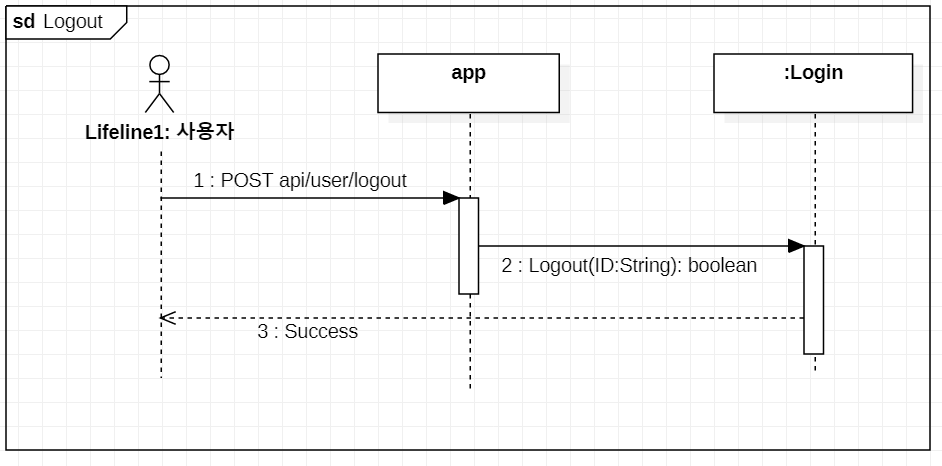 sd Logout
app
:Login
Lifeline1: 사용자
1 : POST api/user/logout
2 : Logout(ID:String): boolean
3 : Success